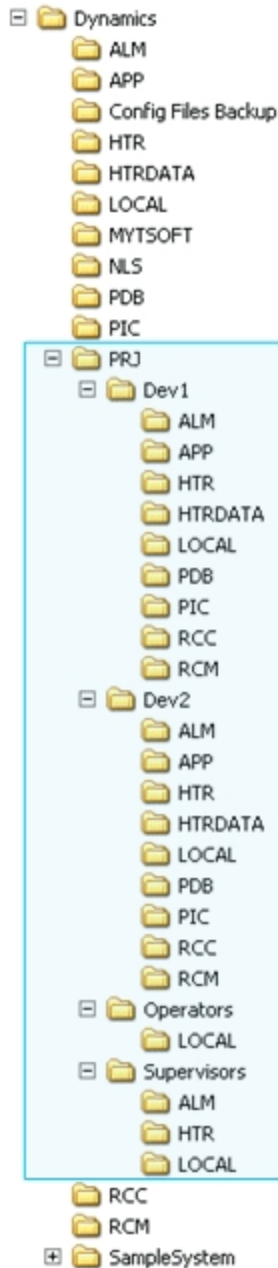 Dynamics
ALM
APP
Config Files Backup
HTR
HTRDATA
LOCAL
MYTSOFT
NLS
PDB
PIC
PRJ
Dev1
ALM
APP
HTR
HTRDATA
LOCAL
PDB
PIC
RCC
RCM
Dev2
ALM
APP
HTR
HTRDATA
LOCAL
PDB
PIC
RCC
RCM
Operators
LOCAL
Supervisors
ALM
HTR
LOCAL
RCC
RCM
SampleSystem